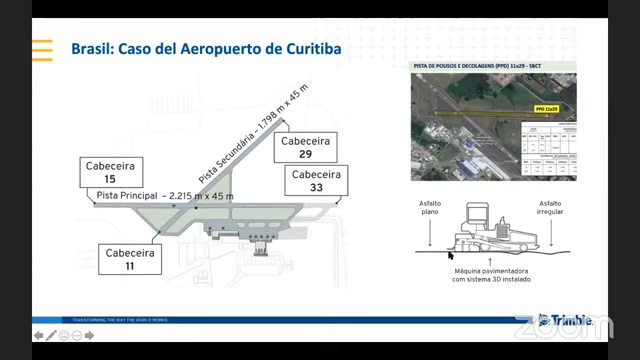 Brasil: Caso del Aeropuerto de Curitiba
PISTA DE POUSOS E DECOLAGENS (PPD) 11x29 - SBCT
PPD 11x29
Pista Secundária – 1.798 m x 45 m
Cabeceira
29
Cabeceira
15
Cabeceira
33
Pista Principal – 2.215 m x 45 m
Cabeceira
11
Asfalto
plano
Asfalto
irregular
Máquina pavimentadora
com sistema 3D instalado
TRANSFORMING THE WAY THE WORLD WORKS
Trimble
zoom